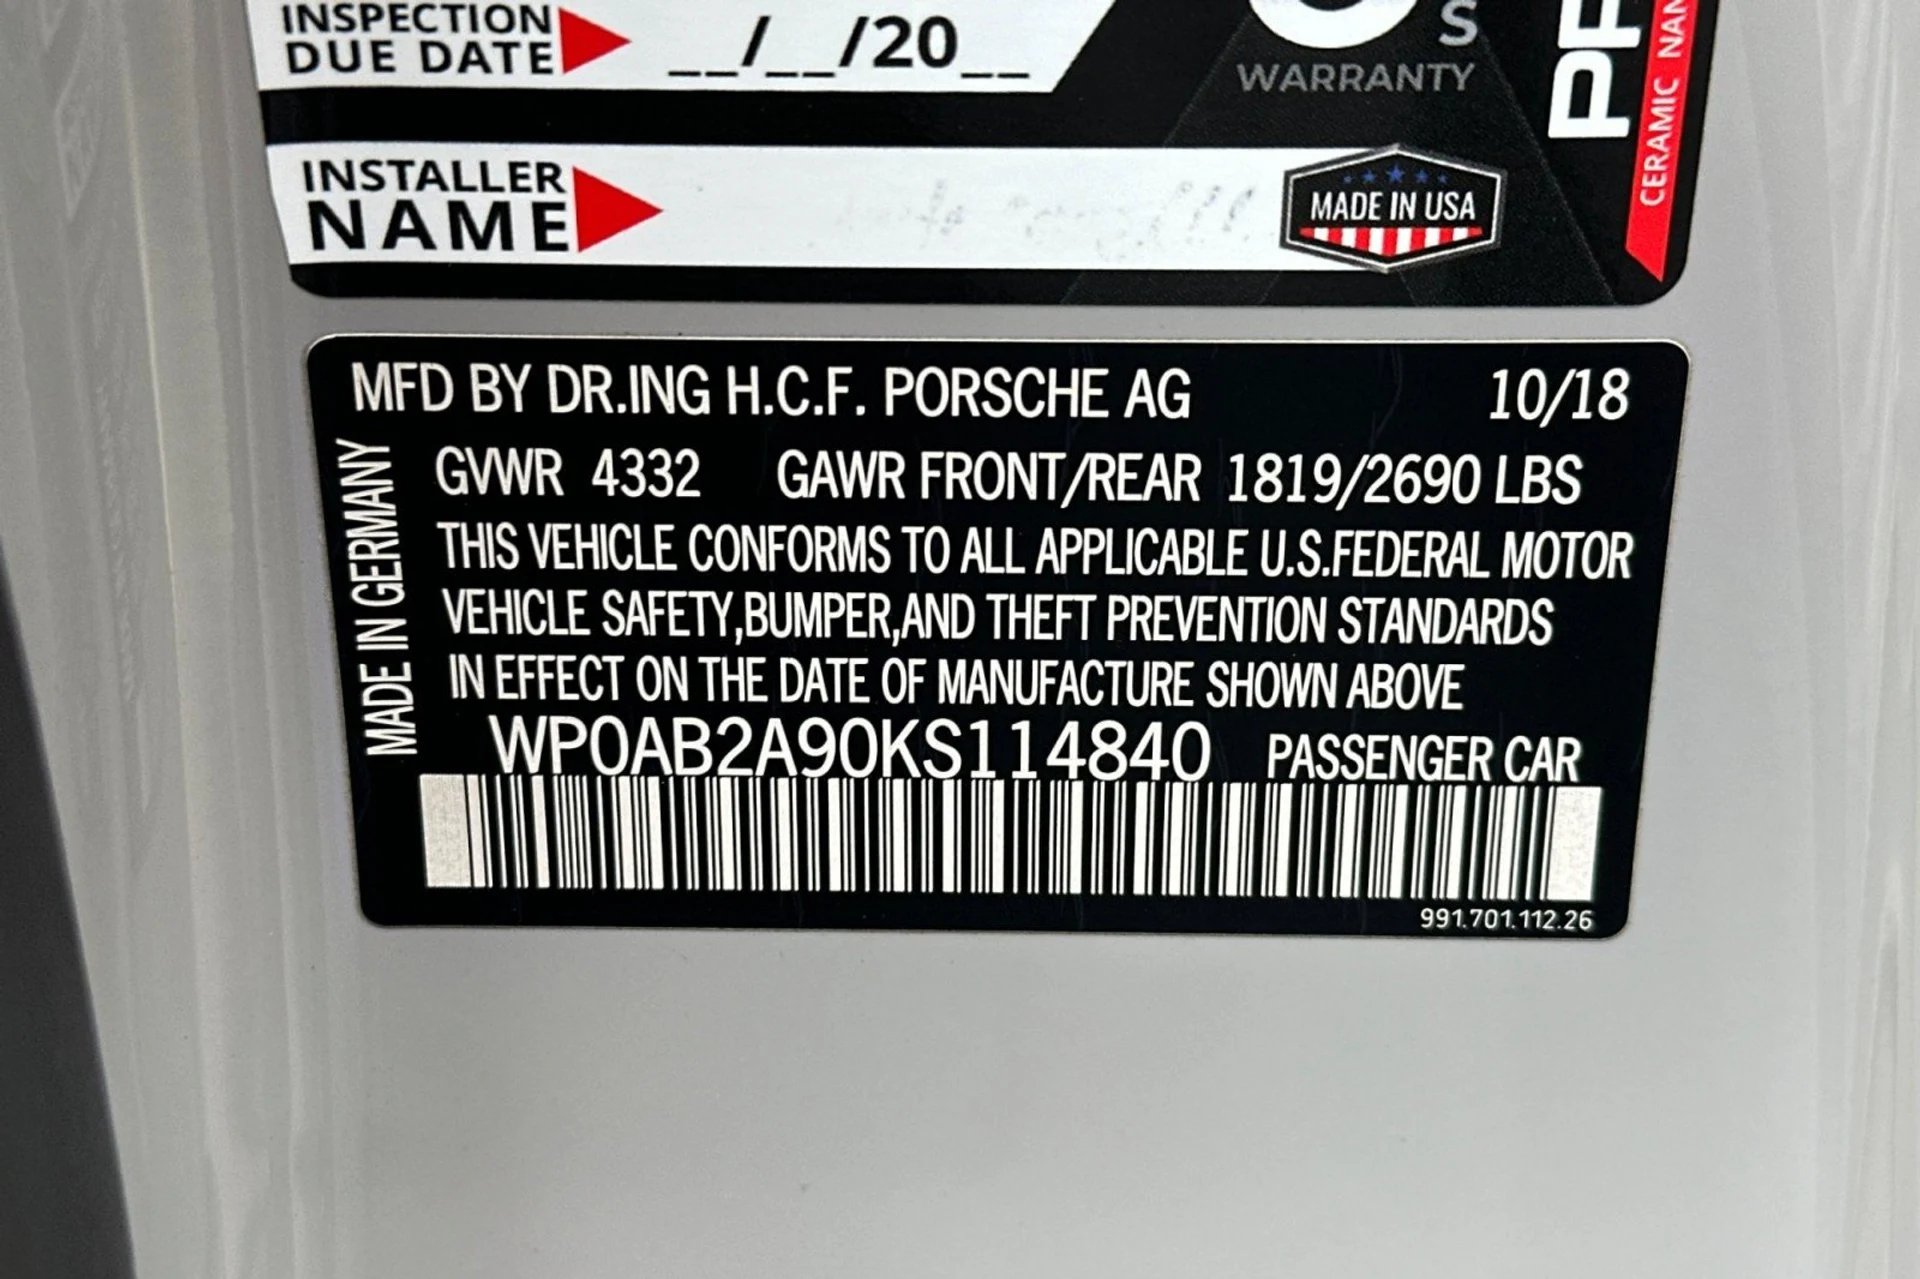 INSPECTION
DUE DATE
__/__/20__
S
WARRANTY
INSTALLER
NAME
MADE IN USA
CERAMIC
MFD BY DR.ING H.C.F. PORSCHE AG 10/18
GVWR 4332 GAWR FRONT/REAR 1819/2690 LBS
THIS VEHICLE CONFORMS TO ALL APPLICABLE U.S.FEDERAL MOTOR
VEHICLE SAFETY,BUMPER,AND THEFT PREVENTION STANDARDS
IN EFFECT ON THE DATE OF MANUFACTURE SHOWN ABOVE
WP0AB2A90KS114840 PASSENGER CAR
MADE IN GERMANY
991.701.112.26